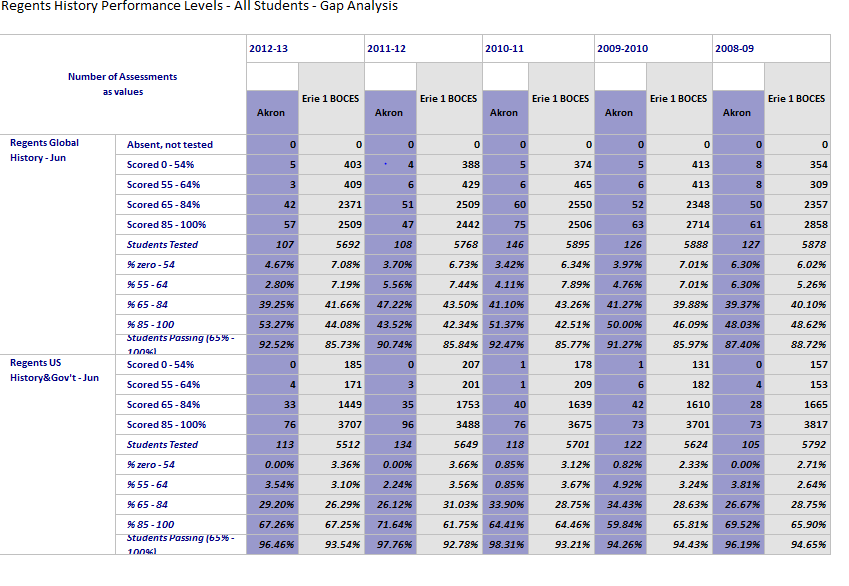 Regents History Performance Levels - All Students - Gap Analysis
2012-13 2011-12 2010-11 2009-2010 2008-09
Number of Assessments
as values
Akron Erie 1 BOCES Akron Erie 1 BOCES Akron Erie 1 BOCES Akron Erie 1 BOCES Akron Erie 1 BOCES
Regents Global
History - Jun
Absent, not tested 0 0 0 0 0 0 0 0 0 0
Scored 0 - 54% 5 403 4 388 5 374 5 413 8 354
Scored 55 - 64% 3 409 6 429 6 465 6 413 8 309
Scored 65 - 84% 42 2371 51 2509 60 2550 52 2348 50 2357
Scored 85 - 100% 57 2509 47 2442 75 2506 63 2714 61 2858
Students Tested 107 5692 108 5768 146 5895 126 5888 127 5878
% zero - 54 4.67% 7.08% 3.70% 6.73% 3.42% 6.34% 3.97% 7.01% 6.30% 6.02%
% 55 - 64 2.80% 7.19% 5.56% 7.44% 4.11% 7.89% 4.76% 7.01% 6.30% 5.26%
% 65 - 84 39.25% 41.66% 47.22% 43.50% 41.10% 43.26% 41.27% 39.88% 39.37% 40.10%
% 85 - 100 53.27% 44.08% 43.52% 42.34% 51.37% 42.51% 50.00% 46.09% 48.03% 48.62%
Students Passing (65% -
100%) 92.52% 85.73% 90.74% 85.84% 92.47% 85.77% 91.27% 85.97% 87.40% 88.72%
Regents US
History&Gov't - Jun
Scored 0 - 54% 0 185 0 207 1 178 1 131 0 157
Scored 55 - 64% 4 171 3 201 1 209 6 182 4 153
Scored 65 - 84% 33 1449 35 1753 40 1639 42 1610 28 1665
Scored 85 - 100% 76 3707 96 3488 76 3675 73 3701 73 3817
Students Tested 113 5512 134 5649 118 5701 122 5624 105 5792
% zero - 54 0.00% 3.36% 0.00% 3.66% 0.85% 3.12% 0.82% 2.33% 0.00% 2.71%
% 55 - 64 3.54% 3.10% 2.24% 3.56% 0.85% 3.67% 4.92% 3.24% 3.81% 2.64%
% 65 - 84 29.20% 26.29% 26.12% 31.03% 33.90% 28.75% 34.43% 28.63% 26.67% 28.75%
% 85 - 100 67.26% 67.25% 71.64% 61.75% 64.41% 64.46% 59.84% 65.81% 69.52% 65.90%
Students Passing (65% -
100%) 96.46% 93.54% 97.76% 92.78% 98.31% 93.21% 94.26% 94.43% 96.19% 94.65%